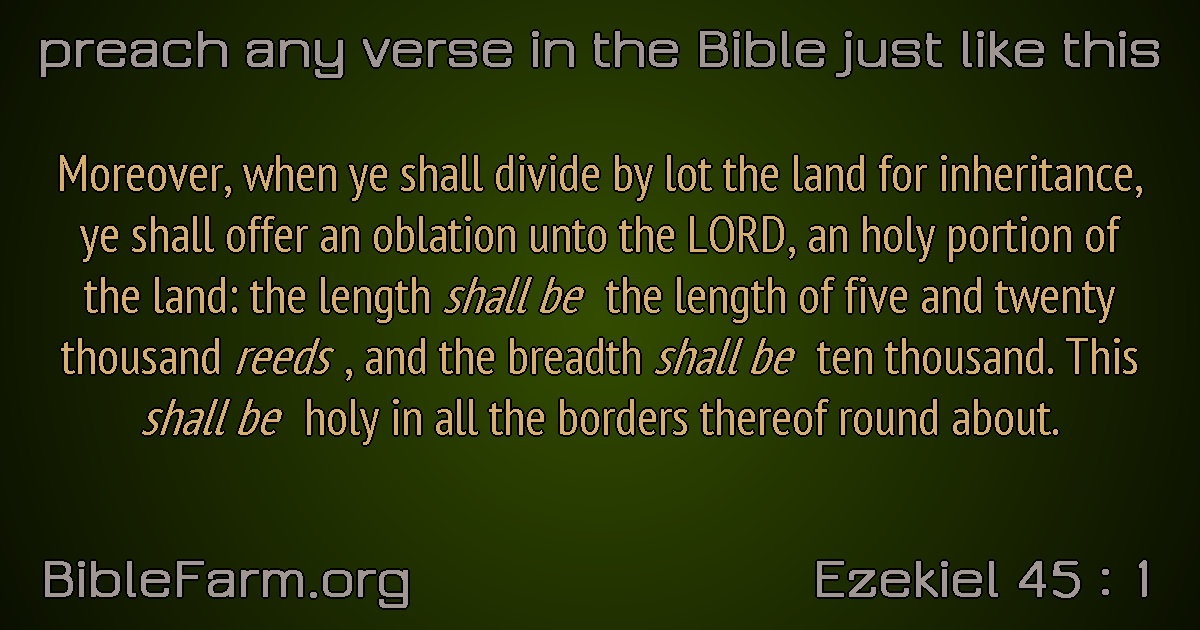 preach any verse in the Bible just like this
Moreover, when ye shall divide by lot the land for inheritance,
ye shall offer an oblation unto the LORD, an holy portion of
the land: the length shall be the length of five and twenty
thousand reeds , and the breadth shall be ten thousand. This
shall be holy in all the borders thereof round about.
BibleFarm.org
Ezekiel 45 : 1